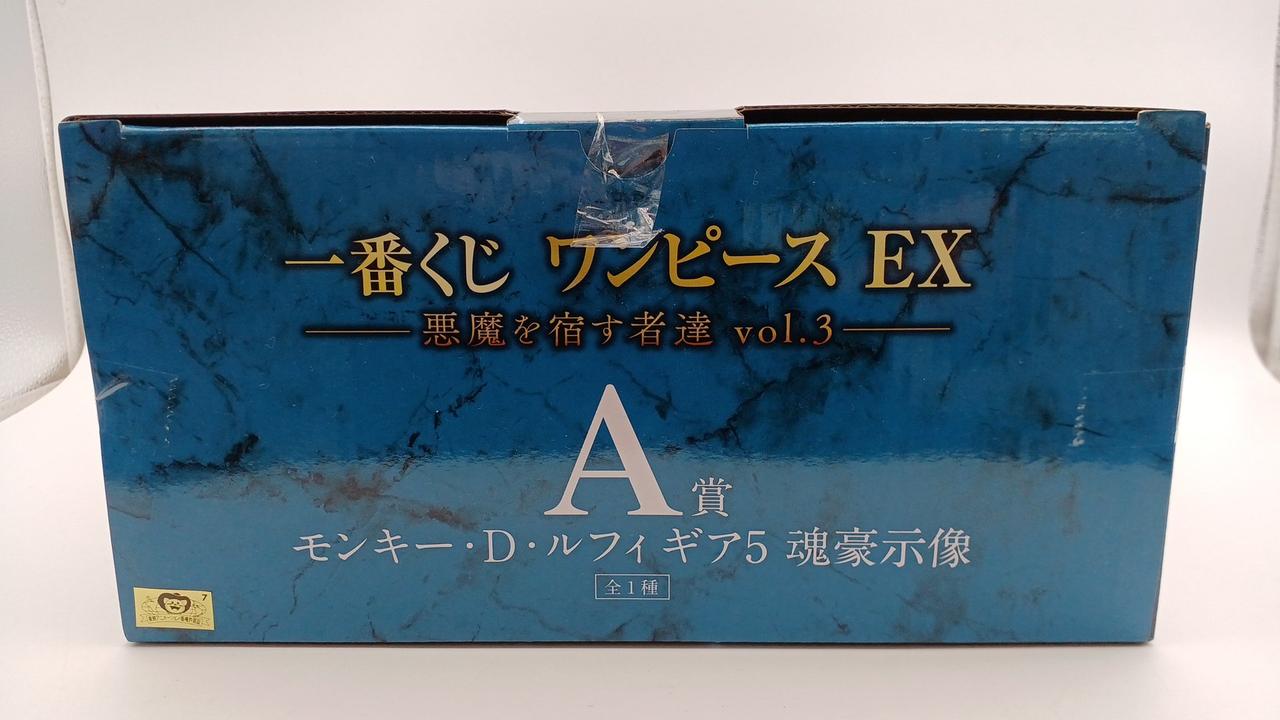 一番くじ ワンピース EX
悪魔を宿す者達 vol.3
A賞
モンキー・D・ルフィ ギア5 魂豪示像
全1種
7